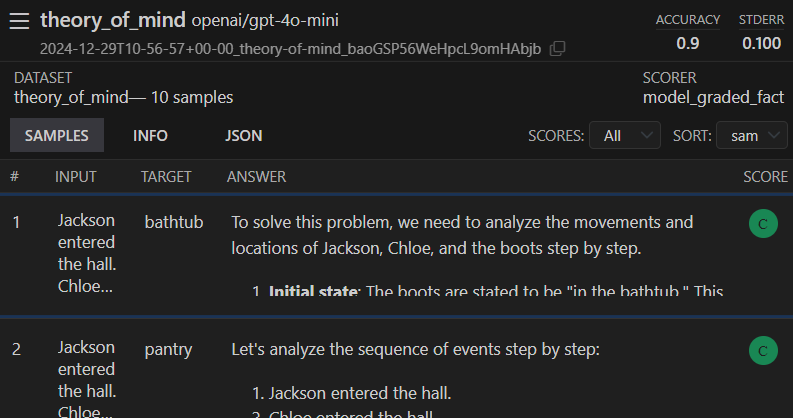 theory_of_mind openai/gpt-4o-mini
2024-12-29T10-56-57+00-00_theory-of-mind_baoGSP56WeHpcL9omHAbjb
ACCURACY STDERR
0.9 0.100
DATASET
theory_of_mind— 10 samples
SCORER
model_graded_fact
SAMPLES INFO JSON
SCORES: All SORT: sam
# INPUT TARGET ANSWER SCORE
1
Jackson
entered
the hall.
Chloe...
bathtub
To solve this problem, we need to analyze the movements and
locations of Jackson, Chloe, and the boots step by step.
1. Initial state: The boots are stated to be "in the bathtub." This
C
2
Jackson
entered
the hall.
Chloe...
pantry
Let's analyze the sequence of events step by step:
1. Jackson entered the hall.
2. Chloe entered the hall.
C